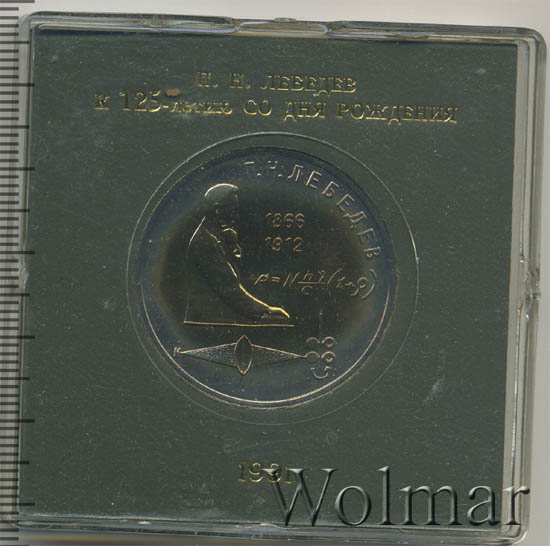 П. Н. ЛЕБЕДЕВ
К 125-летию СО ДНЯ РОЖДЕНИЯ
П.Н.ЛЕБЕДЕВ
1866
1912
1991
Wolmar